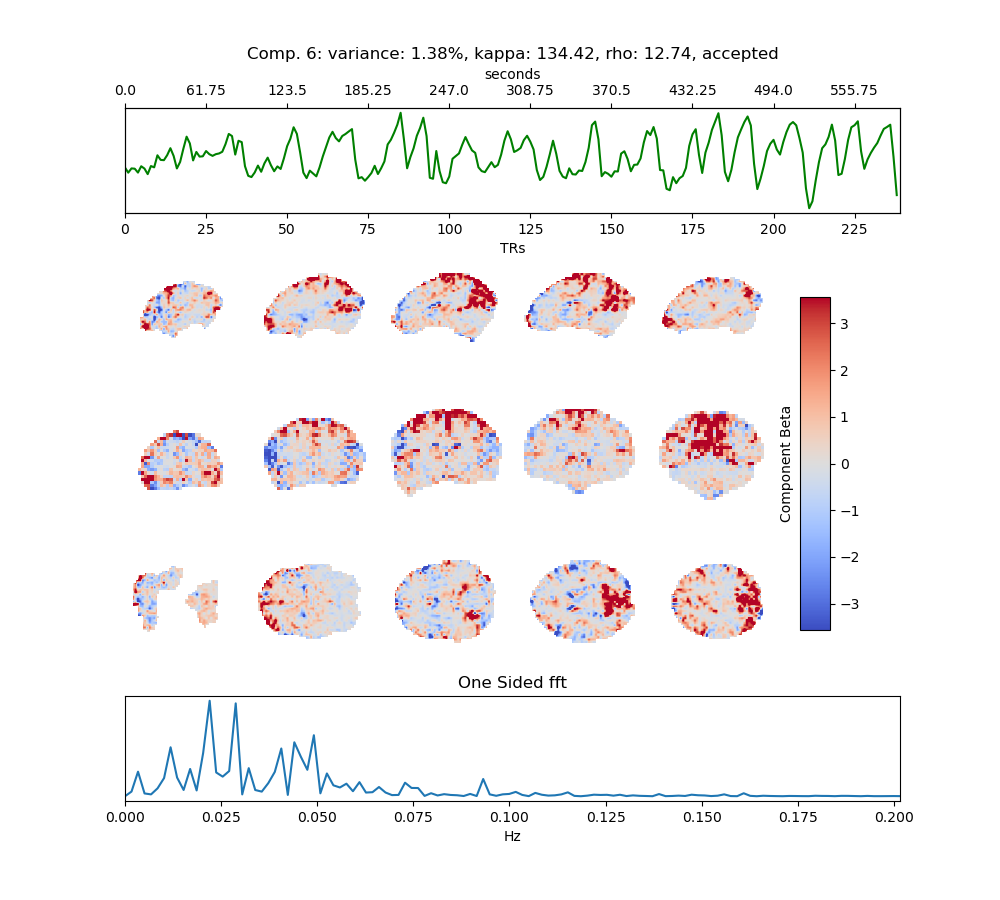 Comp. 6: variance: 1.38%, kappa: 134.42, rho: 12.74, accepted
seconds
0.0 61.75 123.5 185.25 247.0 308.75 370.5 432.25 494.0 555.75
0 25 50 75 100 125 150 175 200 225
TRs
3
2
1
0
−1
−2
−3
Component Beta
One Sided fft
0.000 0.025 0.050 0.075 0.100 0.125 0.150 0.175 0.200
Hz